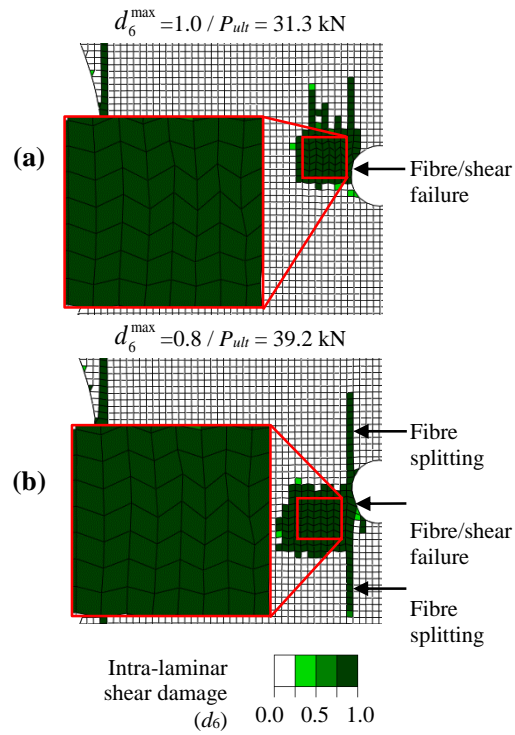 d₆ᵐᵃˣ=1.0 / Pᵤₗₜ = 31.3 kN
(a)
Fibre/shear
failure
d₆ᵐᵃˣ=0.8 / Pᵤₗₜ = 39.2 kN
Fibre
splitting
(b)
Fibre/shear
failure
Fibre
splitting
Intra-laminar
shear damage
(d₆)
0.0 0.5 1.0